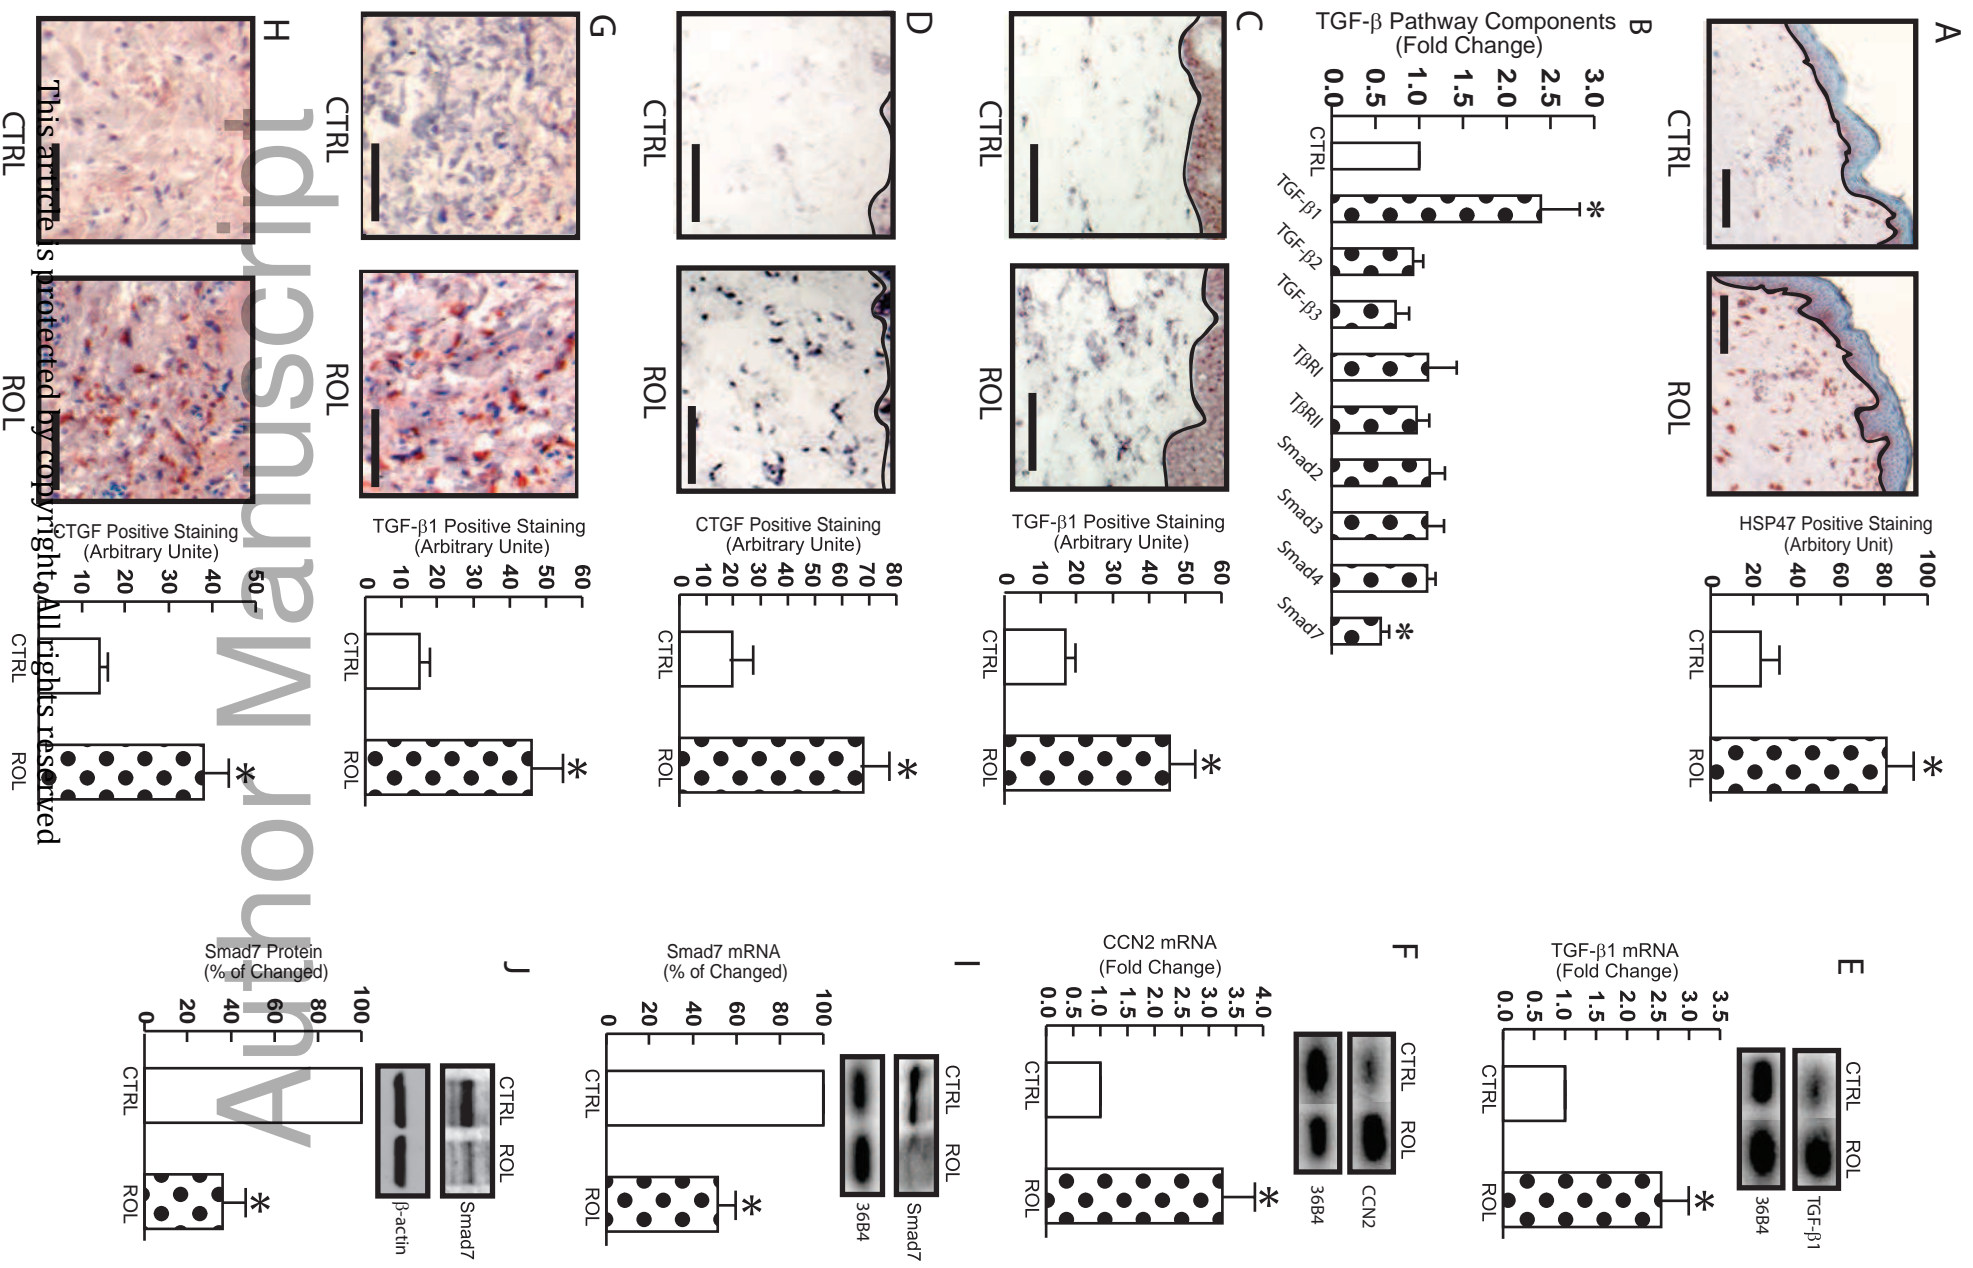 A
CTRL
ROL
HSP47 Positive Staining
(Arbitory Unit)
0
20
40
60
80
100
CTRL
ROL
*
B
TGF-β Pathway Components
(Fold Change)
0.0
0.5
1.0
1.5
2.0
2.5
3.0
CTRL
TGF-β1
TGF-β2
TGF-β3
TβRI
TβRII
Smad2
Smad3
Smad4
Smad7
*
*
C
CTRL
ROL
TGF-β1 Positive Staining
(Arbitrary Unite)
0
10
20
30
40
50
60
CTRL
ROL
*
D
CTRL
ROL
CTGF Positive Staining
(Arbitrary Unite)
0
10
20
30
40
50
60
70
80
CTRL
ROL
*
G
CTRL
ROL
TGF-β1 Positive Staining
(Arbitrary Unite)
0
10
20
30
40
50
60
CTRL
ROL
*
H
CTRL
ROL
CTGF Positive Staining
(Arbitrary Unite)
0
10
20
30
40
50
CTRL
ROL
*
E
CTRL ROL
TGF-β1
36B4
TGF-β1 mRNA
(Fold Change)
0.0
0.5
1.0
1.5
2.0
2.5
3.0
3.5
CTRL
ROL
*
F
CTRL ROL
CCN2
36B4
CCN2 mRNA
(Fold Change)
0.0
0.5
1.0
1.5
2.0
2.5
3.0
3.5
4.0
CTRL
ROL
*
I
CTRL ROL
Smad7
36B4
Smad7 mRNA
(% of Changed)
0
20
40
60
80
100
CTRL
ROL
*
J
CTRL ROL
Smad7
β-actin
Smad7 Protein
(% of Changed)
0
20
40
60
80
100
CTRL
ROL
*
Author Manuscript
This article is protected by copyright. All rights reserved